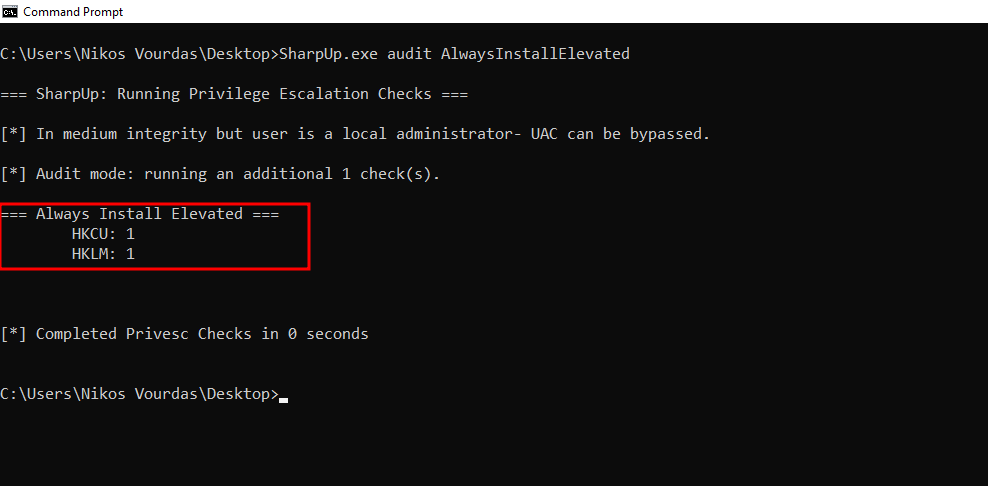 Command Prompt
C:\Users\Nikos Vourdas\Desktop>SharpUp.exe audit AlwaysInstallElevated
=== SharpUp: Running Privilege Escalation Checks ===
[*] In medium integrity but user is a local administrator- UAC can be bypassed.
[*] Audit mode: running an additional 1 check(s).
=== Always Install Elevated ===
HKCU: 1
HKLM: 1
[*] Completed Privesc Checks in 0 seconds
C:\Users\Nikos Vourdas\Desktop>